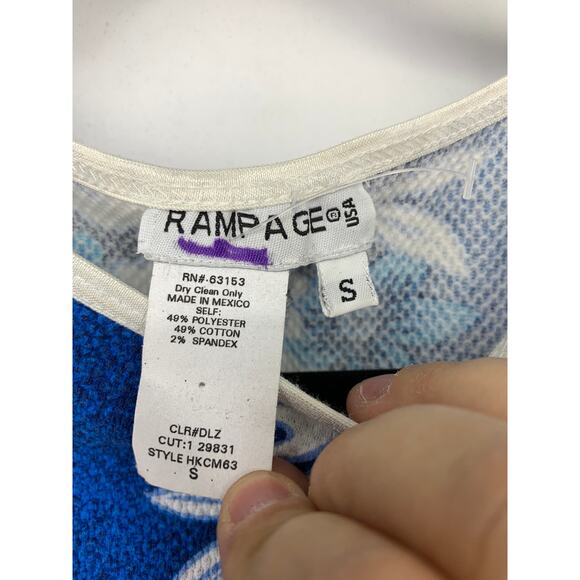 RAMPAGE® USA
S
RN#.63153
Dry Clean Only
MADE IN MEXICO
SELF:
49% POLYESTER
49% COTTON
2% SPANDEX
CLR#DLZ
CUT:1 29831
STYLE HKCM63
S